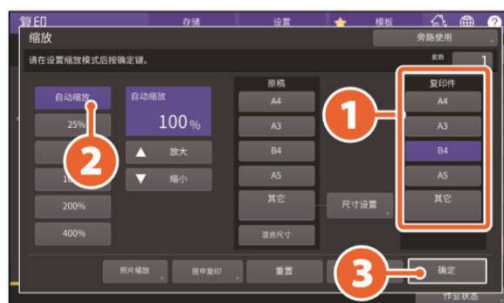 复印
存储
设置
模板
缩放
旁路使用
请在设置缩放模式后按确定键。
套数
1
自动缩放
25%
200%
400%
自动缩放
100 %
放大
缩小
原稿
A4
A3
B4
A5
其它
混合尺寸
尺寸设置
复印件
A4
A3
B4
A5
其它
1
2
3
照片缩放
居中复印
重置
确定
作业状态